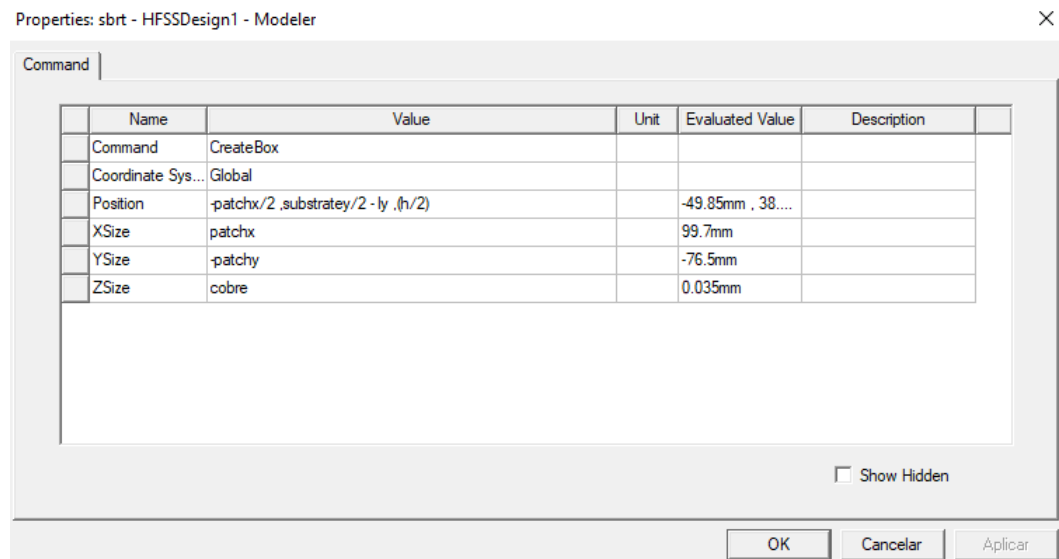 Properties: sbrt - HFSSDesign1 - Modeler
Command
Name Value Unit Evaluated Value Description
Command CreateBox
Coordinate Sys... Global
Position -patchx/2 ,substratey/2 - ly ,(h/2) -49.85mm , 38....
XSize patchx 99.7mm
YSize -patchy -76.5mm
ZSize cobre 0.035mm
Show Hidden
OK Cancelar Aplicar